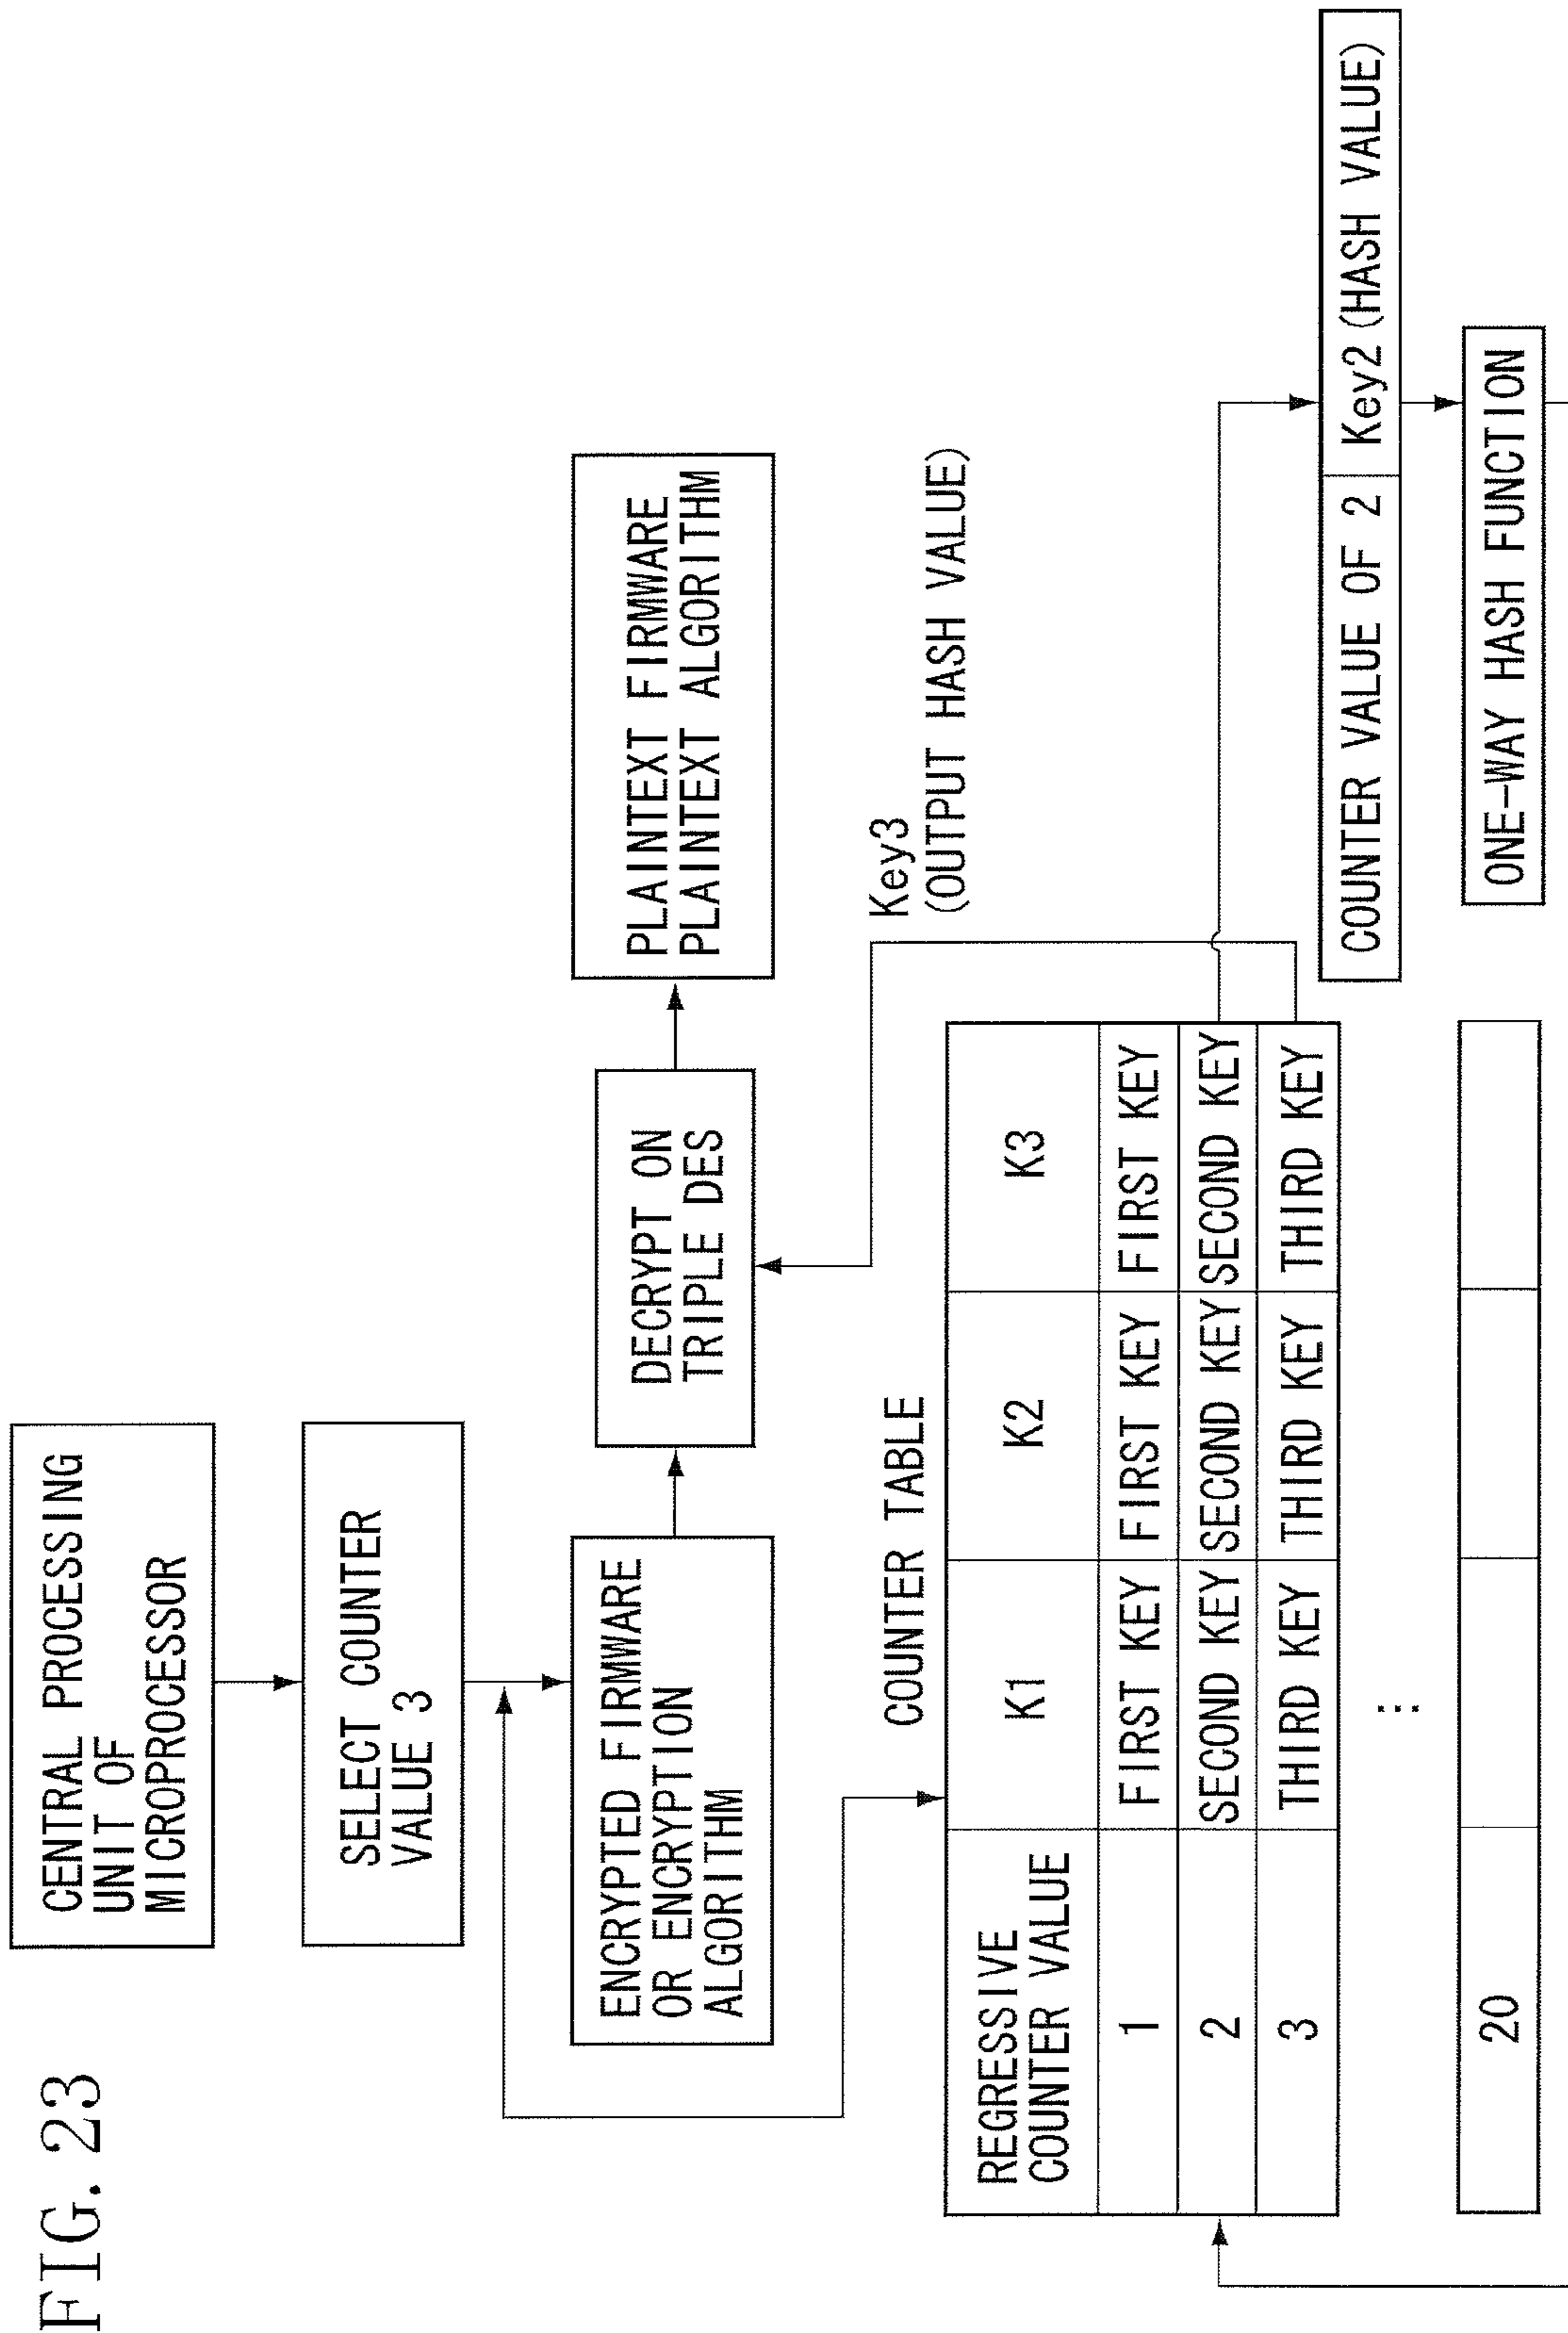 FIG. 23
CENTRAL PROCESSING
UNIT OF
MICROPROCESSOR
SELECT COUNTER
VALUE 3
ENCRYPTED FIRMWARE
OR ENCRYPTION
ALGORITHM
DECRYPT ON
TRIPLE DES
PLAINTEXT FIRMWARE
PLAINTEXT ALGORITHM
Key3
(OUTPUT HASH VALUE)
COUNTER TABLE
REGRESSIVE
COUNTER VALUE
K1
K2
K3
1
FIRST KEY
FIRST KEY
FIRST KEY
2
SECOND KEY
SECOND KEY
SECOND KEY
3
THIRD KEY
THIRD KEY
THIRD KEY
...
20
COUNTER VALUE OF 2
Key2 (HASH VALUE)
ONE-WAY HASH FUNCTION